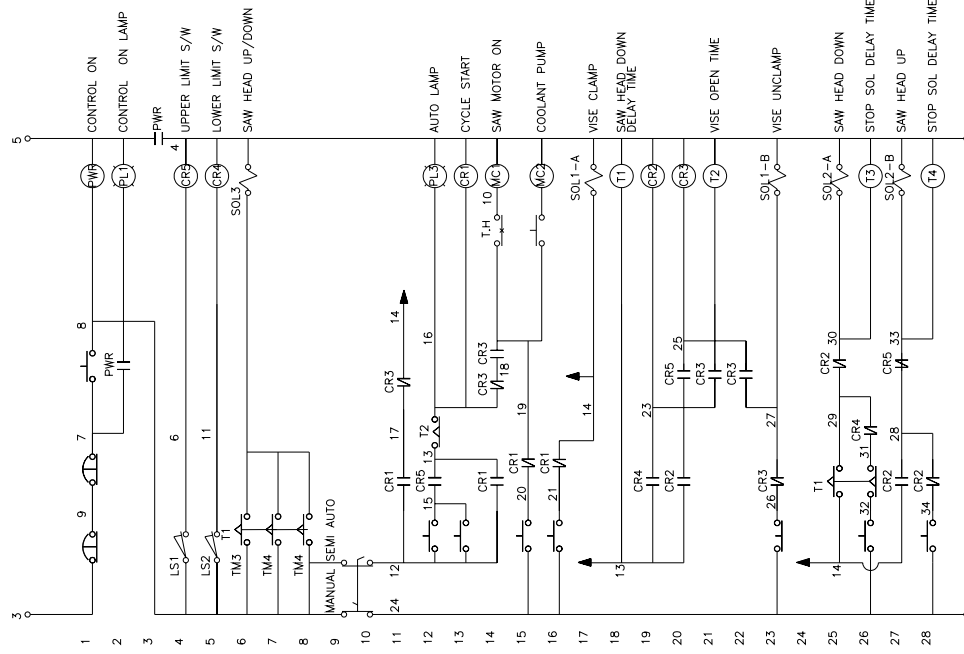 5
3
1
9
7
8
PWR
CONTROL ON
2
PWR
PL1
CONTROL ON LAMP
3
PWR
4
LS1
6
4
CR5
UPPER LIMIT S/W
5
LS2
11
CR4
LOWER LIMIT S/W
6
TM3
T1
SOL3
SAW HEAD UP/DOWN
7
TM4
8
TM4
9
MANUAL SEMI AUTO
10
12
24
11
CR1
17
CR3
14
12
15
CR5
13
T2
16
PL3
AUTO LAMP
13
CR1
CYCLE START
14
CR1
CR3
18
CR3
T.H
10
MC1
SAW MOTOR ON
15
20
CR1
19
MC2
COOLANT PUMP
16
21
CR1
17
14
SOL1-A
VISE CLAMP
18
13
T1
SAW HEAD DOWN
DELAY TIME
19
CR4
23
CR2
20
CR2
CR5
25
CR3
21
CR3
T2
VISE OPEN TIME
22
CR3
23
26
CR3
27
SOL1-B
VISE UNCLAMP
24
25
14
T1
29
CR2
30
SOL2-A
SAW HEAD DOWN
26
32
31
CR4
T3
STOP SOL DELAY TIME
27
CR2
28
CR5
33
SOL2-B
SAW HEAD UP
28
34
CR2
T4
STOP SOL DELAY TIME